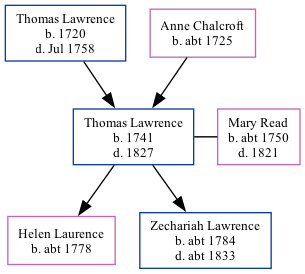 Thomas Lawrence
b. 1720
d. Jul 1758
Anne Chalcroft
b. abt 1725
Thomas Lawrence
b. 1741
d. 1827
Mary Read
b. abt 1750
d. 1821
Helen Laurence
b. abt 1778
Zechariah Lawrence
b. abt 1784
d. abt 1833